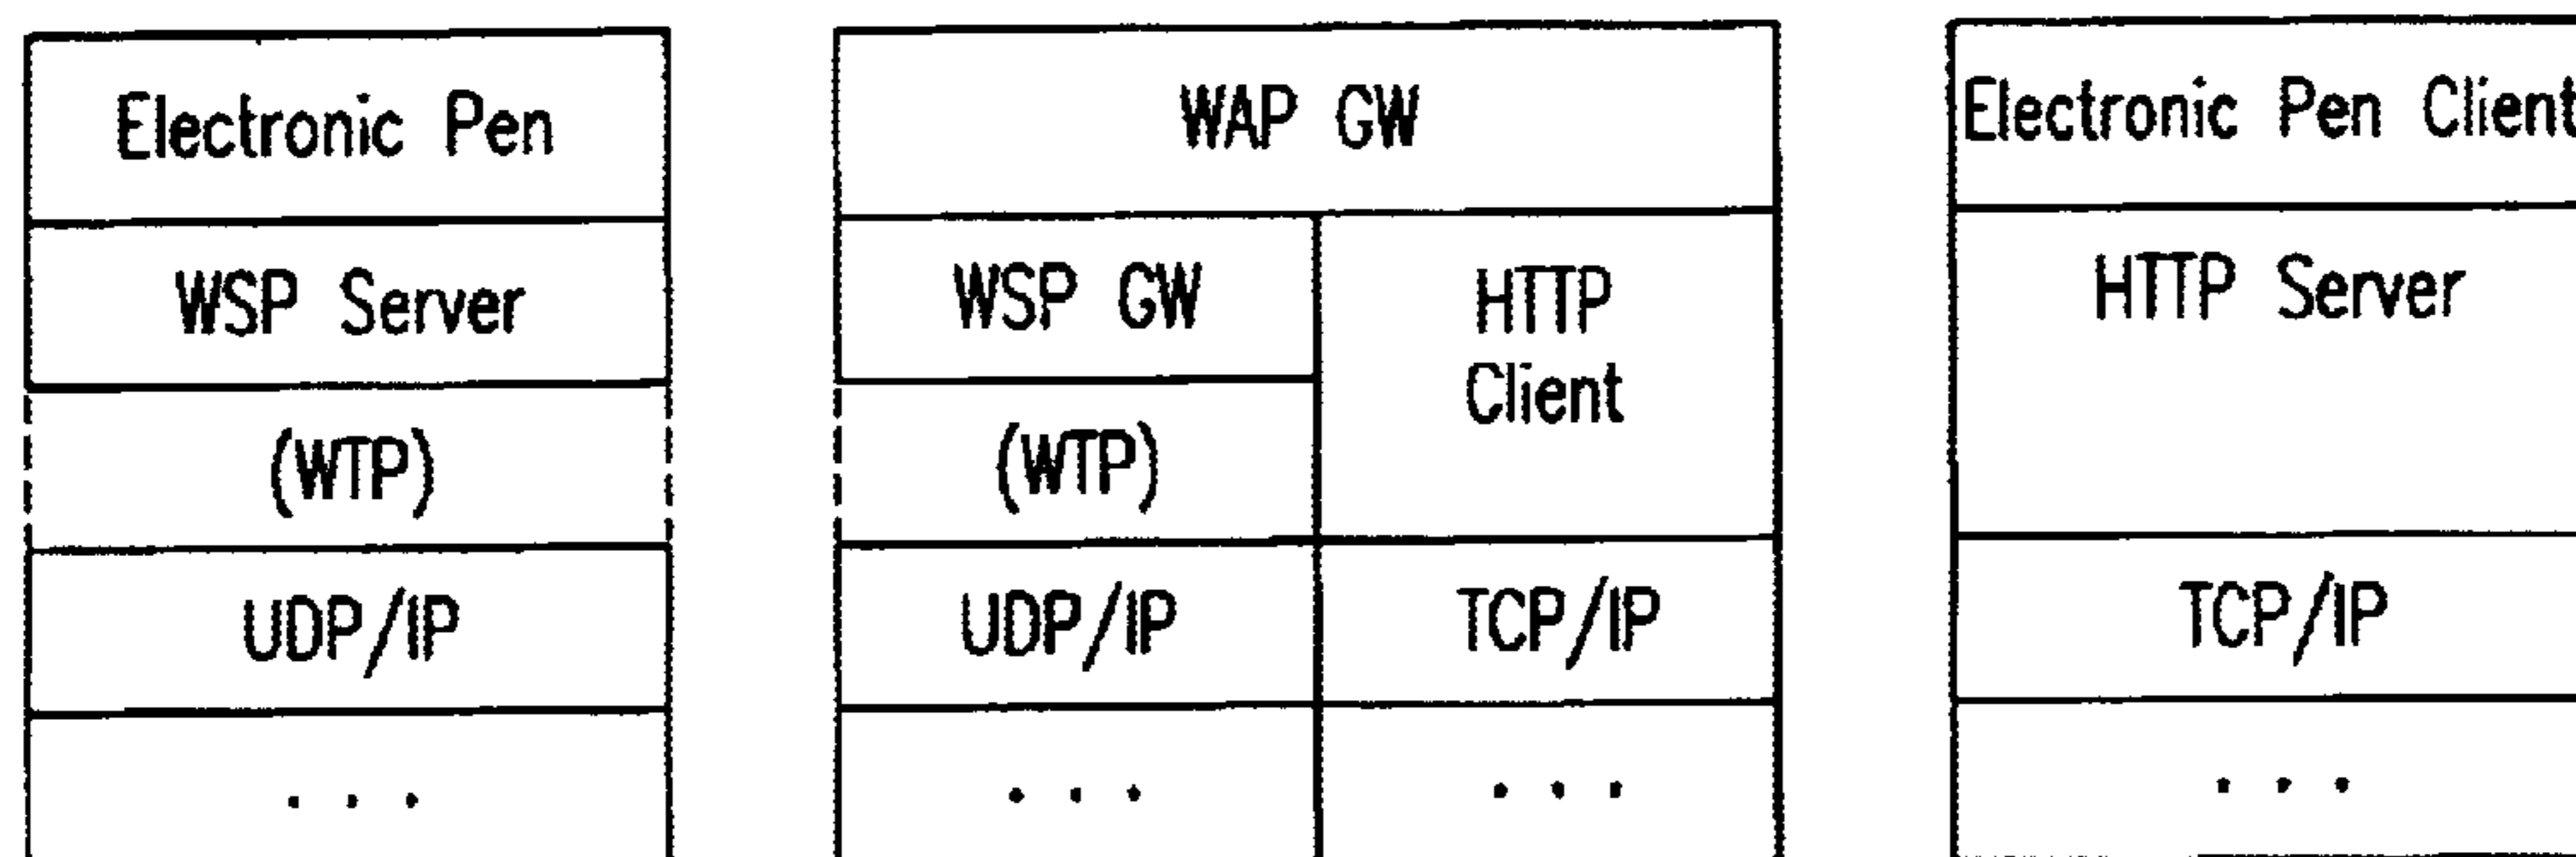 Electronic Pen
WSP Server
(WTP)
UDP/IP
. . .
WAP GW
WSP GW
(WTP)
UDP/IP
. . .
HTTP
Client
TCP/IP
. . .
Electronic Pen Client
HTTP Server
TCP/IP
. . .